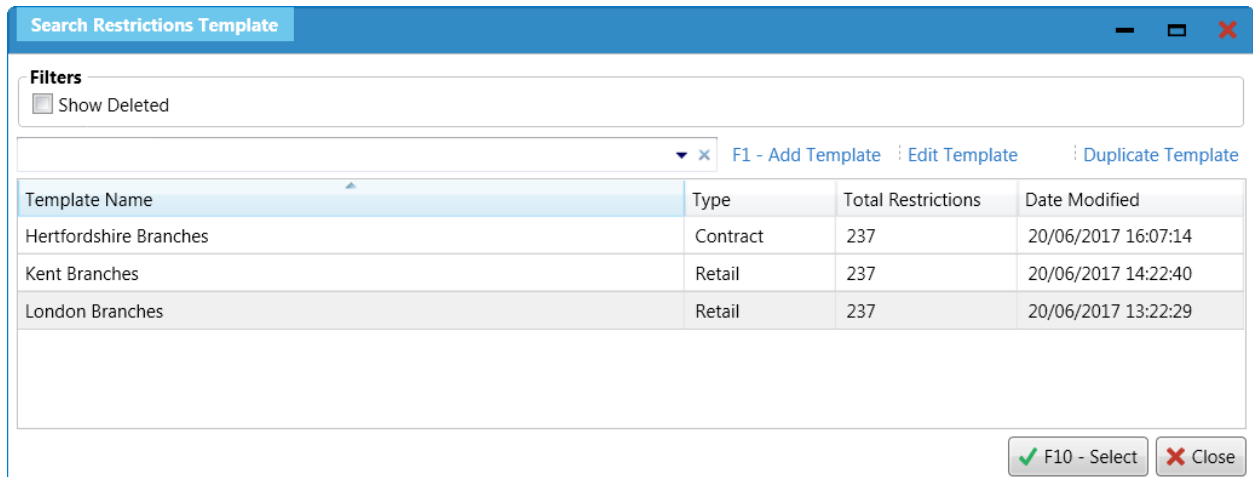 Search Restrictions Template
Filters
Show Deleted
F1 - Add Template Edit Template Duplicate Template
Template Name Type Total Restrictions Date Modified
Hertfordshire Branches Contract 237 20/06/2017 16:07:14
Kent Branches Retail 237 20/06/2017 14:22:40
London Branches Retail 237 20/06/2017 13:22:29
F10 - Select Close